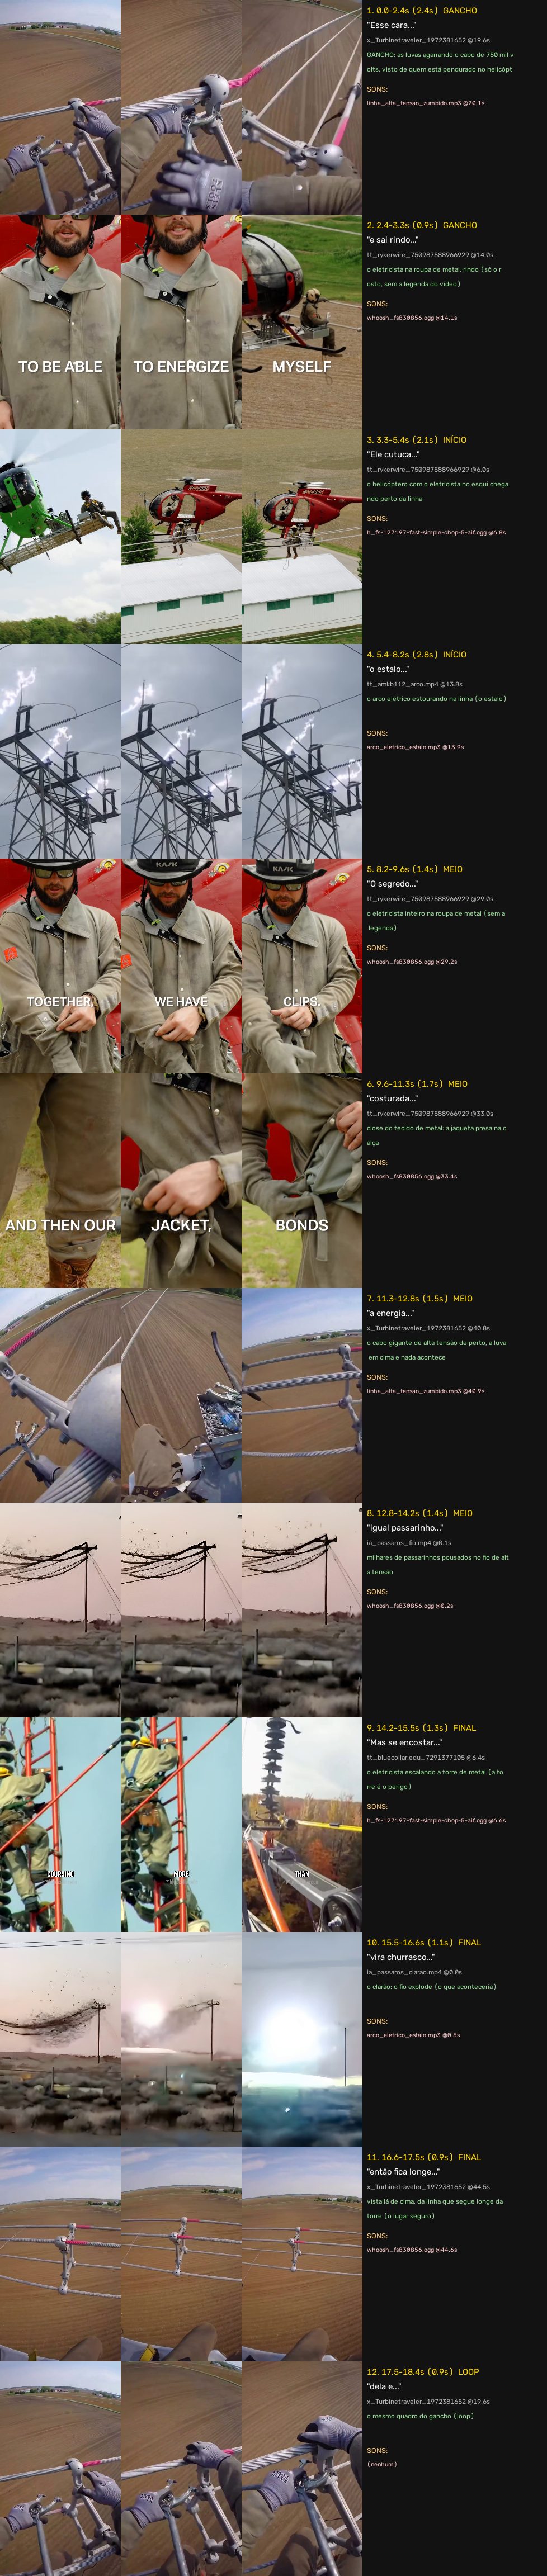 1. 0.0-2.4s (2.4s) GANCHO
"Esse cara..."
x_Turbinetraveler_1972381652 @19.6s
GANCHO: as luvas agarrando o cabo de 750 mil v
olts, visto de quem está pendurado no helicópt
SONS:
linha_alta_tensao_zumbido.mp3 @20.1s
TO BE ABLE
TO ENERGIZE
MYSELF
2. 2.4-3.3s (0.9s) GANCHO
"e sai rindo..."
tt_rykerwire_750987588966929 @14.0s
o eletricista na roupa de metal, rindo (só o r
osto, sem a legenda do vídeo)
SONS:
whoosh_fs830856.ogg @14.1s
3. 3.3-5.4s (2.1s) INÍCIO
"Ele cutuca..."
tt_rykerwire_750987588966929 @6.0s
o helicóptero com o eletricista no esqui chega
ndo perto da linha
SONS:
h_fs-127197-fast-simple-chop-5-aif.ogg @6.8s
4. 5.4-8.2s (2.8s) INÍCIO
"o estalo..."
tt_amkb112_arco.mp4 @13.8s
o arco elétrico estourando na linha (o estalo)
SONS:
arco_eletrico_estalo.mp3 @13.9s
KASK
KASK
TOGETHER,
WE HAVE
CLIPS.
5. 8.2-9.6s (1.4s) MEIO
"O segredo..."
tt_rykerwire_750987588966929 @29.0s
o eletricista inteiro na roupa de metal (sem a
legenda)
SONS:
whoosh_fs830856.ogg @29.2s
AND THEN OUR
JACKET,
BONDS
6. 9.6-11.3s (1.7s) MEIO
"costurada..."
tt_rykerwire_750987588966929 @33.0s
close do tecido de metal: a jaqueta presa na c
alça
SONS:
whoosh_fs830856.ogg @33.4s
7. 11.3-12.8s (1.5s) MEIO
"a energia..."
x_Turbinetraveler_1972381652 @40.8s
o cabo gigante de alta tensão de perto, a luva
em cima e nada acontece
SONS:
linha_alta_tensao_zumbido.mp3 @40.9s
8. 12.8-14.2s (1.4s) MEIO
"igual passarinho..."
ia_passaros_fio.mp4 @0.1s
milhares de passarinhos pousados no fio de alt
a tensão
SONS:
whoosh_fs830856.ogg @0.2s
COURSING
MORE
THAN
9. 14.2-15.5s (1.3s) FINAL
"Mas se encostar..."
tt_bluecollar.edu_7291377105 @6.4s
o eletricista escalando a torre de metal (a to
rre é o perigo)
SONS:
h_fs-127197-fast-simple-chop-5-aif.ogg @6.6s
10. 15.5-16.6s (1.1s) FINAL
"vira churrasco..."
ia_passaros_clarao.mp4 @0.0s
o clarão: o fio explode (o que aconteceria)
SONS:
arco_eletrico_estalo.mp3 @0.5s
11. 16.6-17.5s (0.9s) FINAL
"então fica longe..."
x_Turbinetraveler_1972381652 @44.5s
vista lá de cima, da linha que segue longe da
torre (o lugar seguro)
SONS:
whoosh_fs830856.ogg @44.6s
12. 17.5-18.4s (0.9s) LOOP
"dela e..."
x_Turbinetraveler_1972381652 @19.6s
o mesmo quadro do gancho (loop)
SONS:
(nenhum)